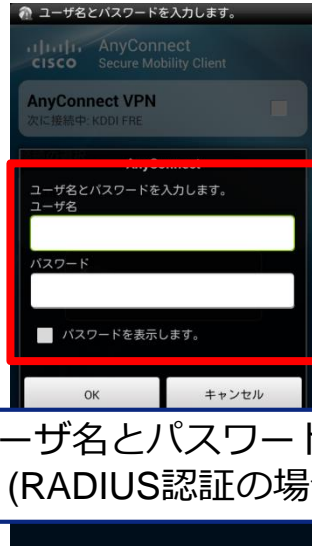 ユーザ名とパスワードを入力します。
AnyConnect
CISCO Secure Mobility Client
AnyConnect VPN
次に接続中: KDDI FRE
AnyConnect
ユーザ名とパスワードを入力します。
ユーザ名
パスワード
パスワードを表示します。
OK キャンセル
ーザ名とパスワード
(RADIUS認証の場